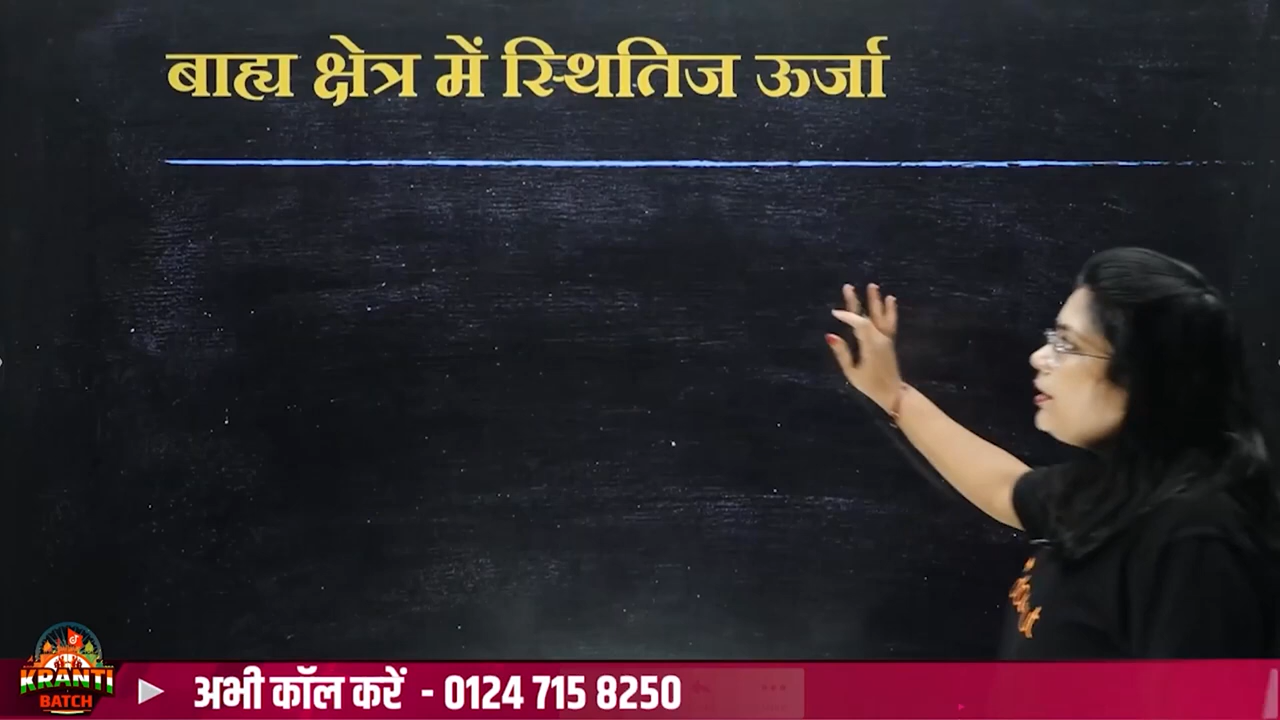 बाह्य क्षेत्र में स्थितिज ऊर्जा
KRANTI
BATCH
अभी कॉल करें - 0124 715 8250